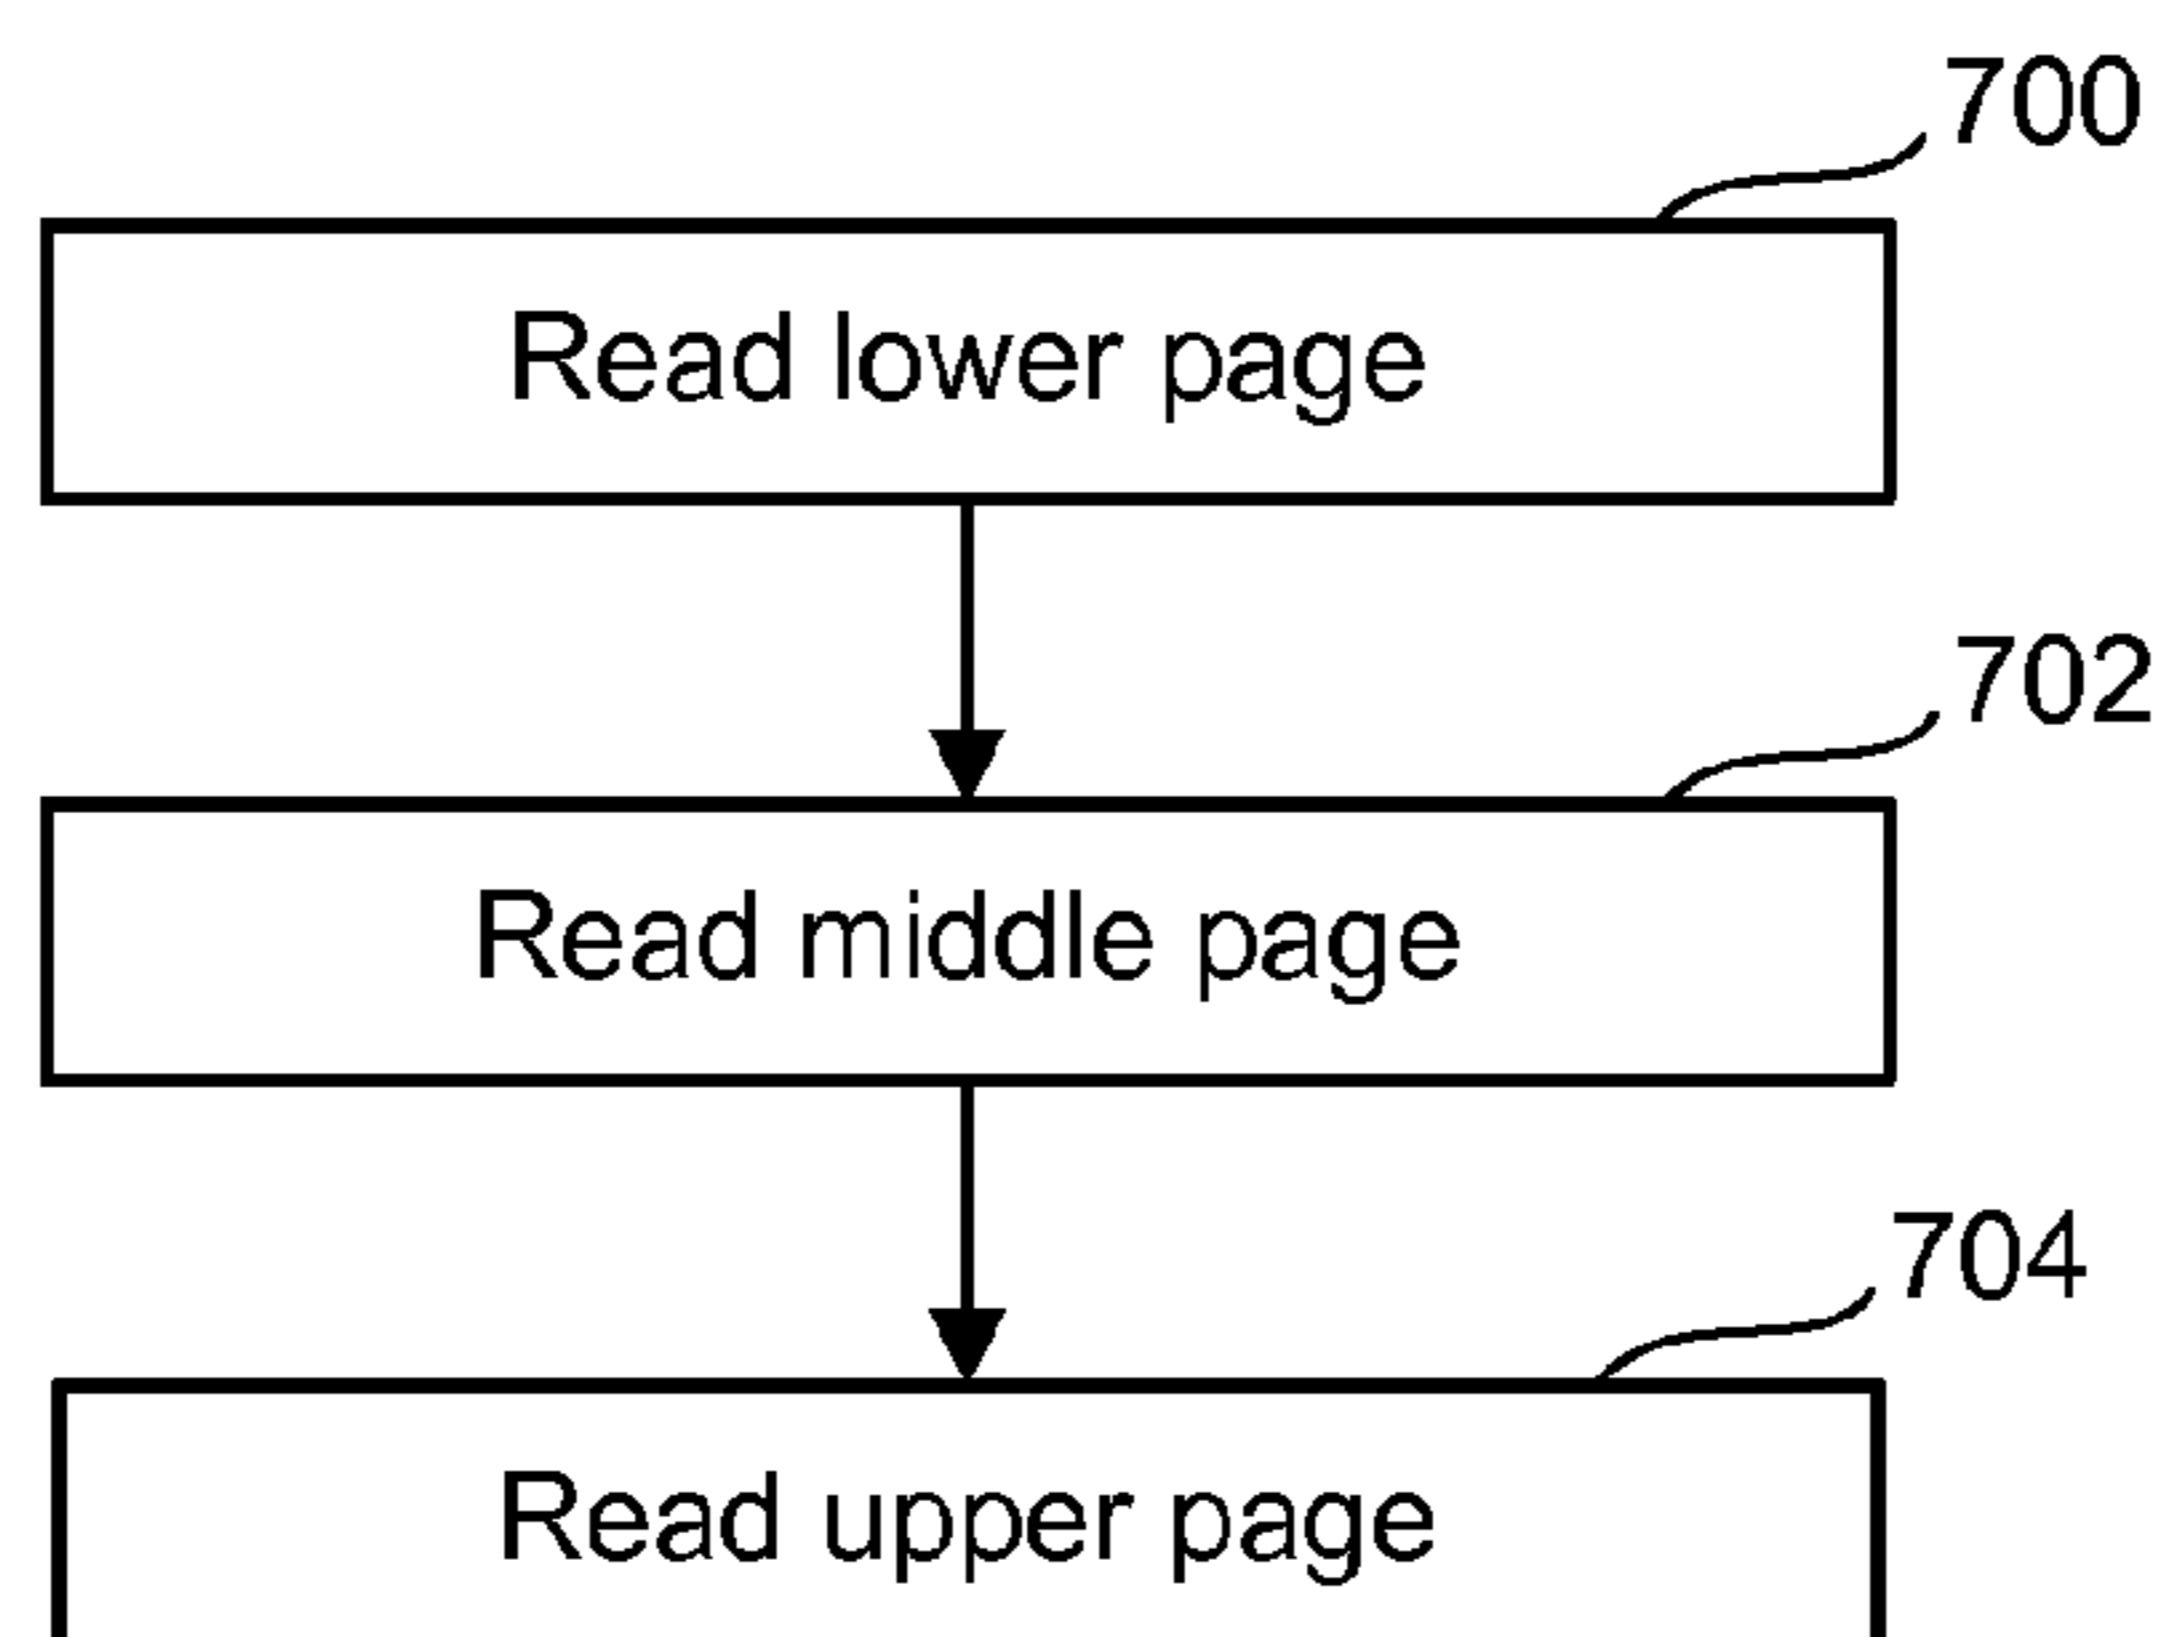 700
Read lower page
702
Read middle page
704
Read upper page